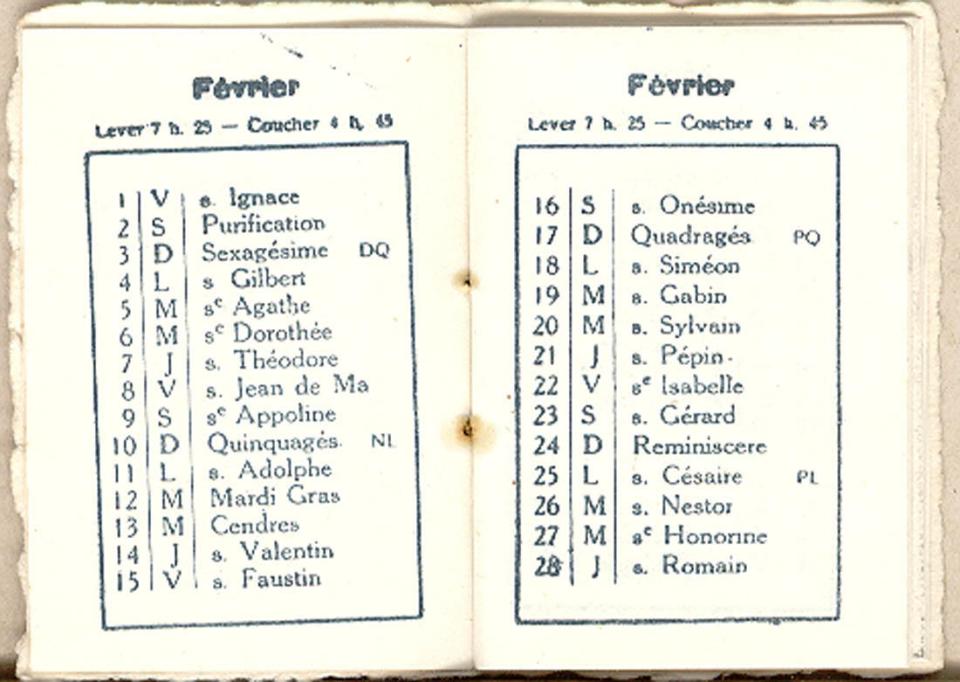 Février
Lever 7 h. 25 — Coucher 4 h. 45
1 V s. Ignace
2 S Purification
3 D Sexagésime DQ
4 L s Gilbert
5 M sᵉ Agathe
6 M sᵉ Dorothée
7 J s. Théodore
8 V s. Jean de Ma
9 S sᵉ Appoline
10 D Quinquagés. NL
11 L s. Adolphe
12 M Mardi Gras
13 M Cendres
14 J s. Valentin
15 V s. Faustin
Février
Lever 7 h. 25 — Coucher 4 h. 45
16 S s. Onésime
17 D Quadragés. PQ
18 L s. Siméon
19 M s. Gabin
20 M s. Sylvain
21 J s. Pépin.
22 V sᵉ Isabelle
23 S s. Gérard
24 D Reminiscere
25 L s. Césaire PL
26 M s. Nestor
27 M sᵉ Honorine
28 J s. Romain